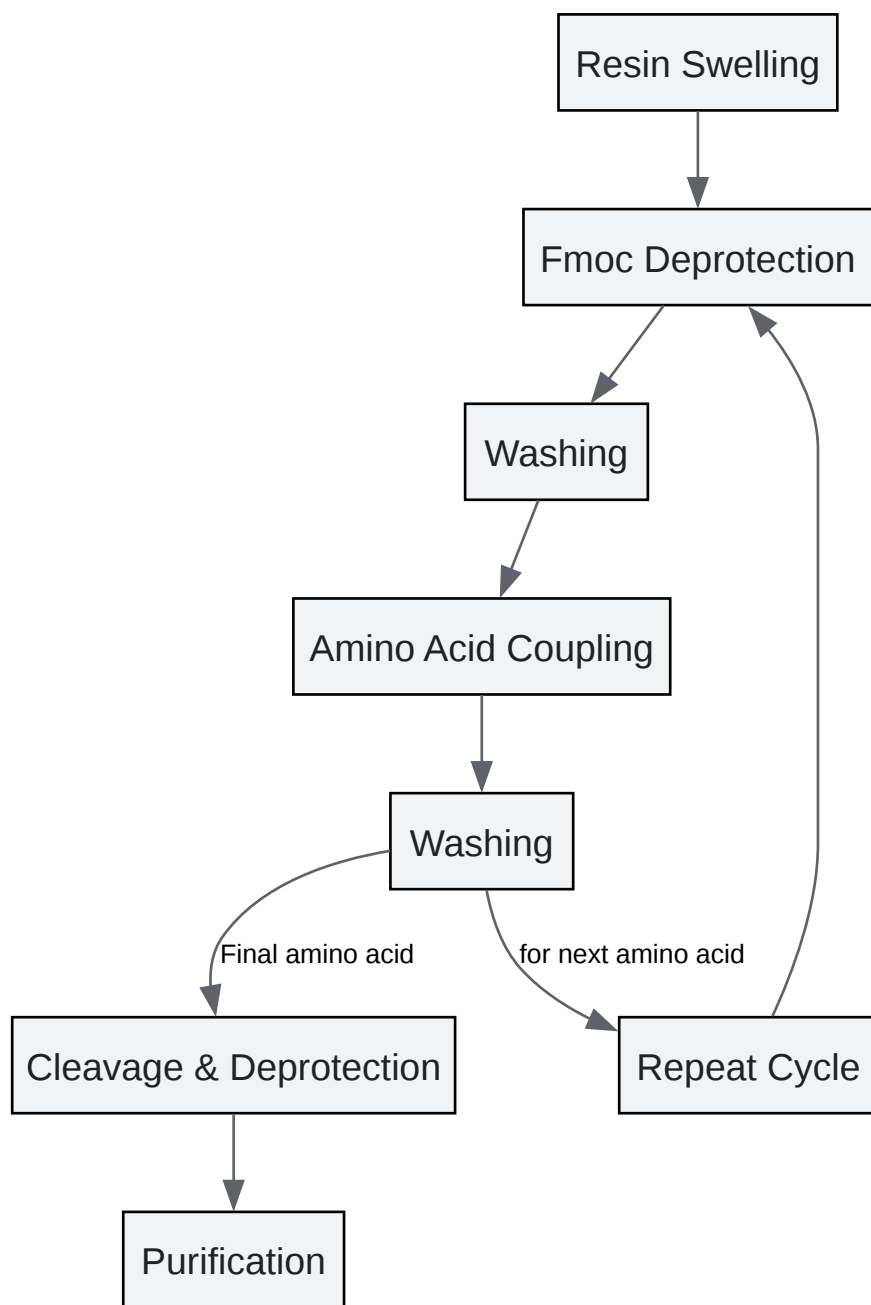 Resin Swelling
Fmoc Deprotection
Washing
Amino Acid Coupling
Washing
Final amino acid
for next amino acid
Cleavage & Deprotection
Repeat Cycle
Purification